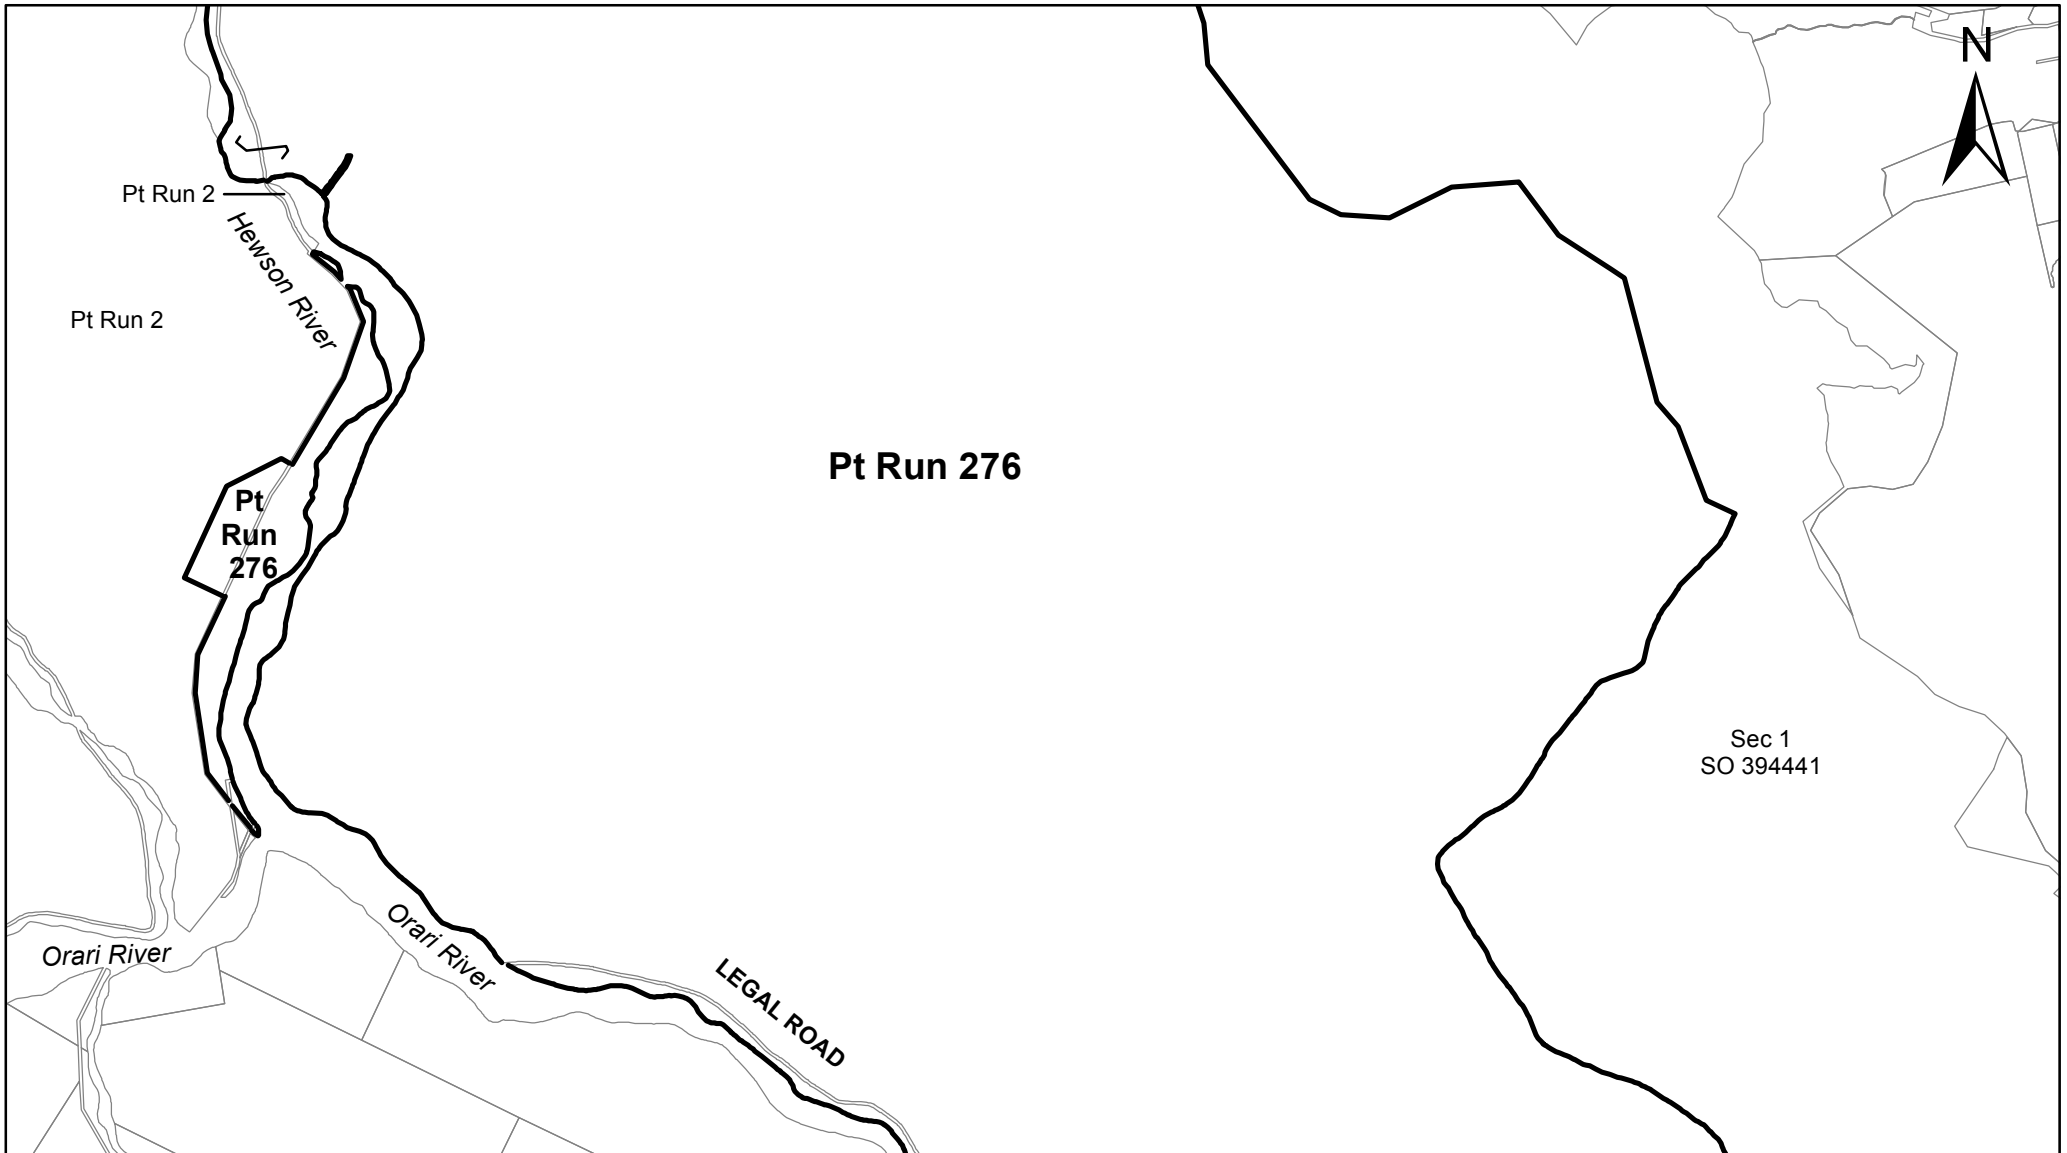 N
Pt Run 2
Hewson River
Pt Run 2
Pt Run 276
Pt
Run
276
Sec 1
SO 394441
Orari River
Orari River
LEGAL ROAD